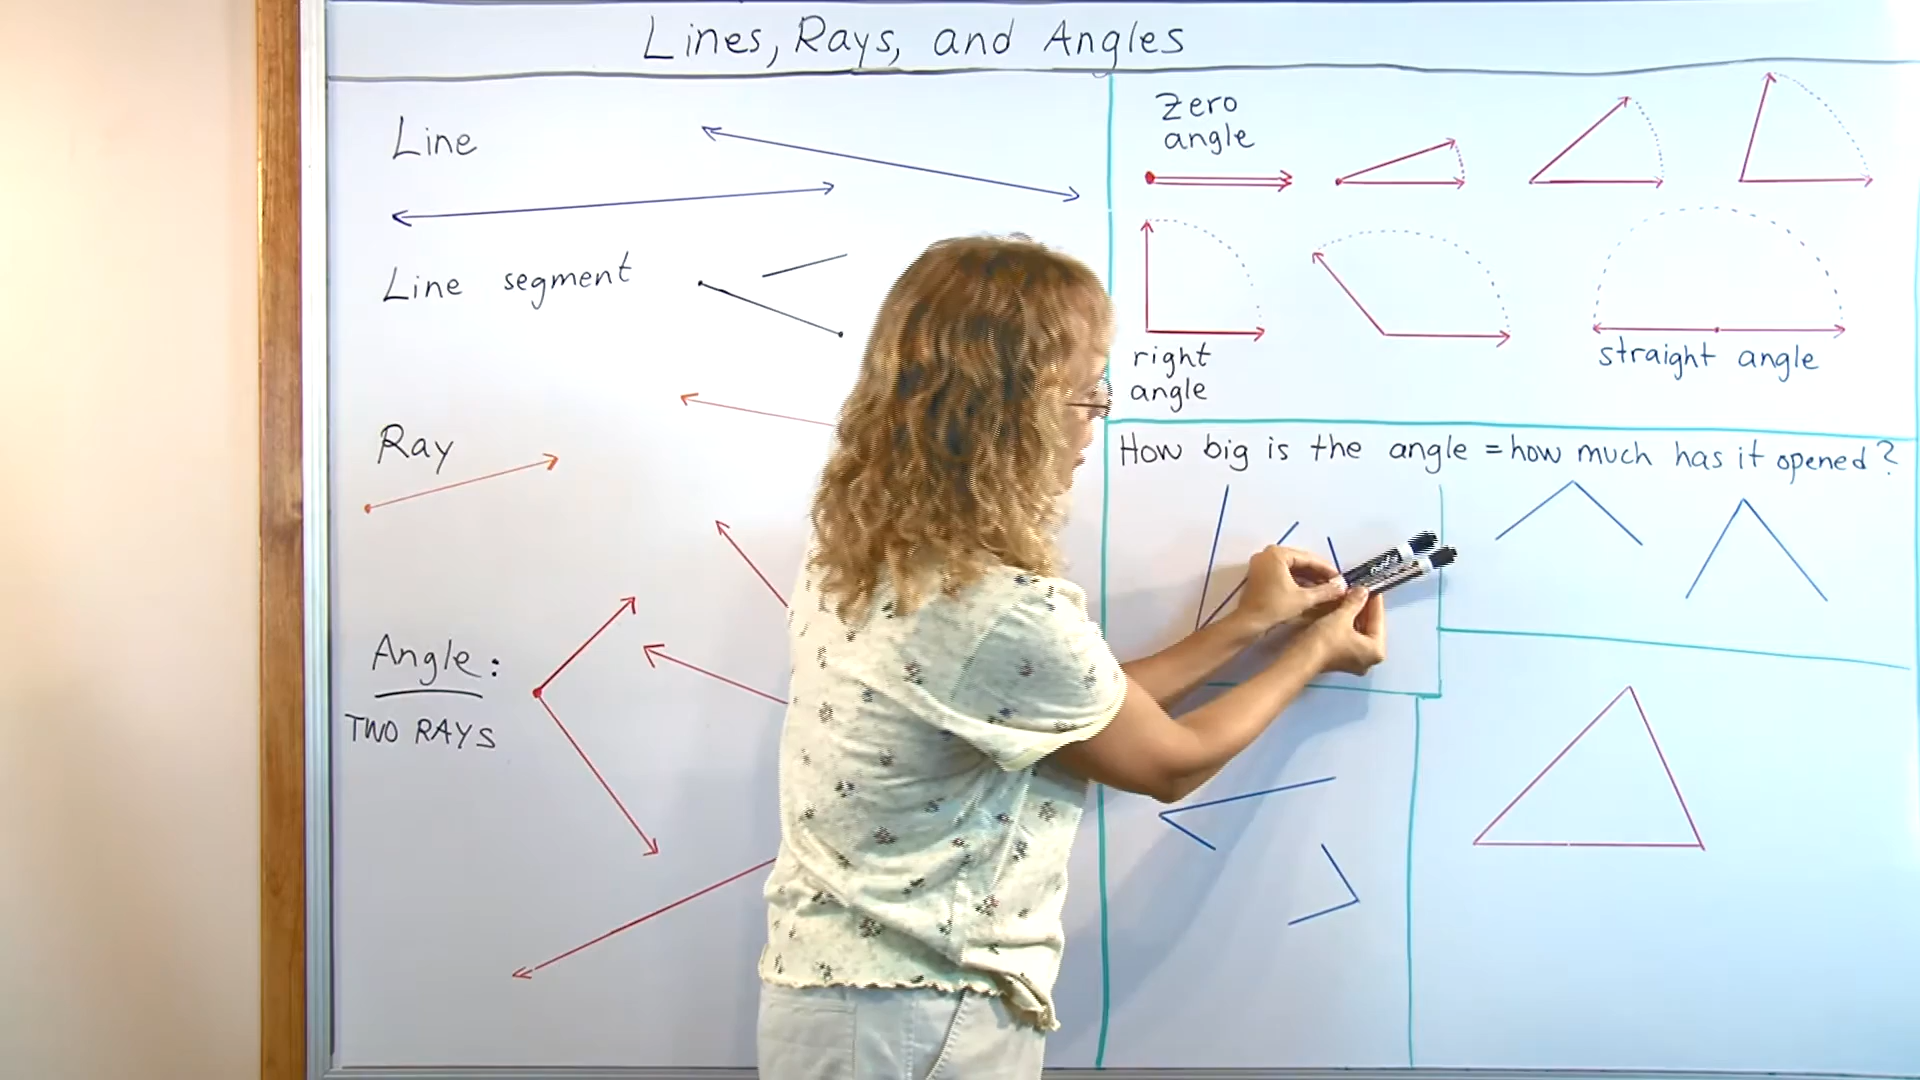 Lines, Rays, and Angles
Line
Line segment
Ray
Angle:
TWO RAYS
Zero
angle
right
angle
straight angle
How big is the angle = how much has it opened?